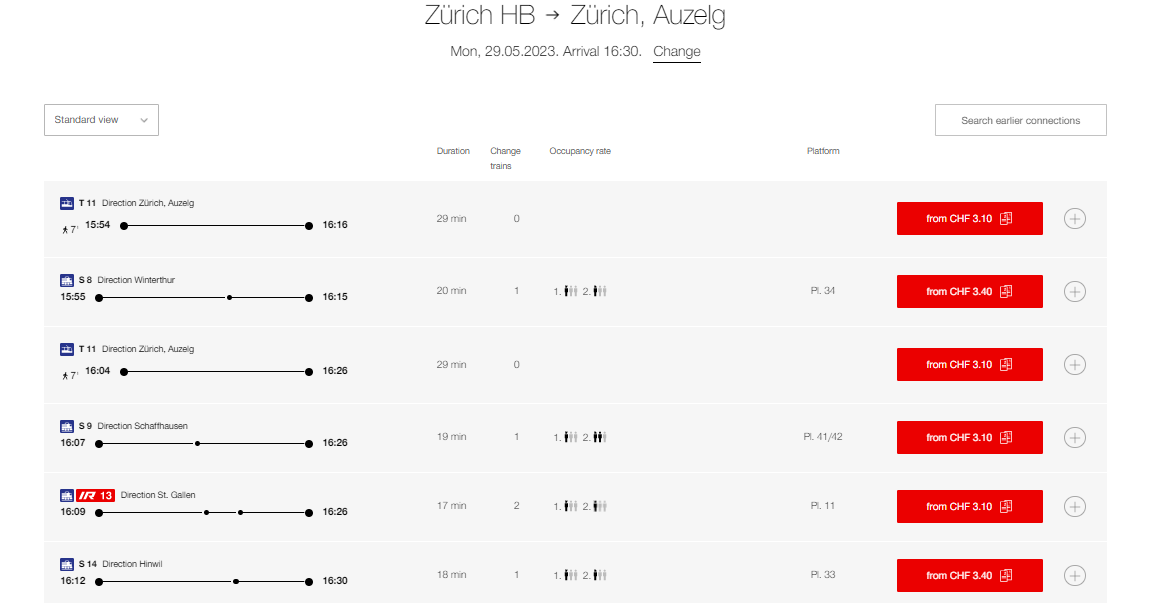 Zürich HB → Zürich, Auzelg
Mon, 29.05.2023. Arrival 16:30. Change
Standard view
Search earlier connections
Duration Change trains Occupancy rate Platform
T 11 Direction Zürich, Auzelg
7' 15:54 16:16 29 min 0 from CHF 3.10
S 8 Direction Winterthur
15:55 16:15 20 min 1 1. 2. Pl. 34 from CHF 3.40
T 11 Direction Zürich, Auzelg
7' 16:04 16:26 29 min 0 from CHF 3.10
S 9 Direction Schaffhausen
16:07 16:26 19 min 1 1. 2. Pl. 41/42 from CHF 3.10
IR 13 Direction St. Gallen
16:09 16:26 17 min 2 1. 2. Pl. 11 from CHF 3.10
S 14 Direction Hinwil
16:12 16:30 18 min 1 1. 2. Pl. 33 from CHF 3.40